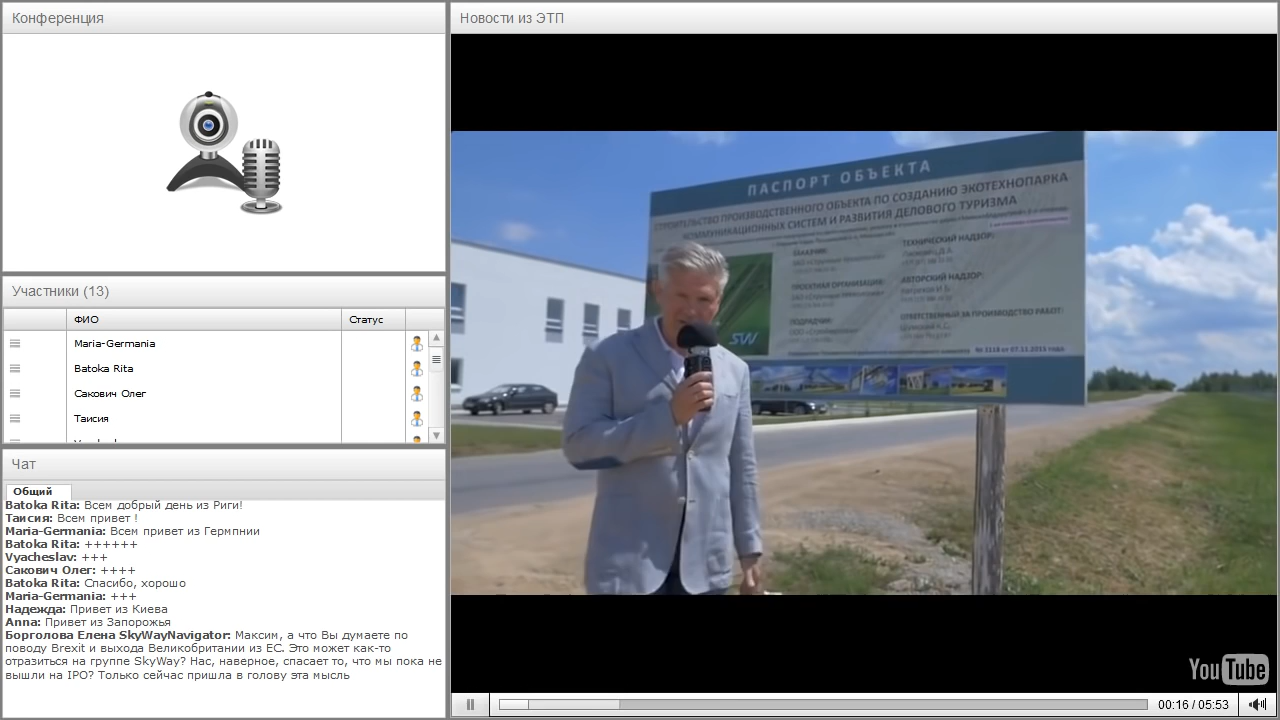 Конференция
Участники (13)
ФИО Статус
Maria-Germania
Batoka Rita
Сакович Олег
Таисия
Чат
Общий
Batoka Rita: Всем добрый день из Риги!
Таисия: Всем привет !
Maria-Germania: Всем привет из Гермпнии
Batoka Rita: ++++++
Vyacheslav: +++
Сакович Олег: ++++
Batoka Rita: Спасибо, хорошо
Maria-Germania: +++
Надежда: Привет из Киева
Anna: Привет из Запорожья
Борголова Елена SkyWayNavigator: Максим, а что Вы думаете по
поводу Brexit и выхода Великобритании из ЕС. Это может как-то
отразиться на группе SkyWay? Нас, наверное, спасает то, что мы пока не
вышли на IPO? Только сейчас пришла в голову эта мысль
Новости из ЭТП
ПАСПОРТ ОБЪЕКТА
СТРОИТЕЛЬСТВО ПРОИЗВОДСТВЕННОГО ОБЪЕКТА ПО СОЗДАНИЮ ЭКОТЕХНОПАРКА
КОММУНИКАЦИОННЫХ СИСТЕМ И РАЗВИТИЯ ДЕЛОВОГО ТУРИЗМА
ЗАКАЗЧИК:
ПРОЕКТНАЯ ОРГАНИЗАЦИЯ:
ПОДРЯДЧИК:
ТЕХНИЧЕСКИЙ НАДЗОР:
АВТОРСКИЙ НАДЗОР:
ОТВЕТСТВЕННЫЙ ЗА ПРОИЗВОДСТВО РАБОТ:
SW
YouTube
00:16 / 05:53